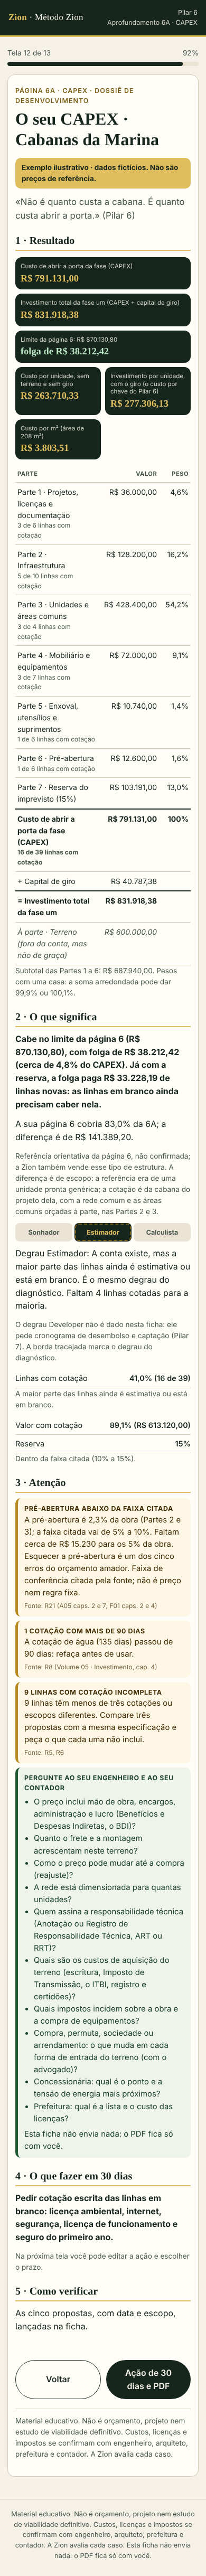 Zion · Método Zion
Pilar 6
Aprofundamento 6A · CAPEX
Tela 12 de 13
92%
PÁGINA 6A · CAPEX · DOSSIÊ DE
DESENVOLVIMENTO
O seu CAPEX ·
Cabanas da Marina
Exemplo ilustrativo · dados fictícios. Não são
preços de referência.
«Não é quanto custa a cabana. É quanto
custa abrir a porta.» (Pilar 6)
1 · Resultado
Custo de abrir a porta da fase (CAPEX)
R$ 791.131,00
Investimento total da fase um (CAPEX + capital de giro)
R$ 831.918,38
Limite da página 6: R$ 870.130,80
folga de R$ 38.212,42
Custo por unidade, sem
terreno e sem giro
R$ 263.710,33
Investimento por unidade,
com o giro (o custo por
chave do Pilar 6)
R$ 277.306,13
Custo por m² (área de
208 m²)
R$ 3.803,51
PARTE VALOR PESO
Parte 1 · Projetos,
licenças e
documentação
3 de 6 linhas com
cotação
R$ 36.000,00 4,6%
Parte 2 ·
Infraestrutura
5 de 10 linhas com
cotação
R$ 128.200,00 16,2%
Parte 3 · Unidades e
áreas comuns
3 de 4 linhas com
cotação
R$ 428.400,00 54,2%
Parte 4 · Mobiliário e
equipamentos
3 de 7 linhas com
cotação
R$ 72.000,00 9,1%
Parte 5 · Enxoval,
utensílios e
suprimentos
1 de 6 linhas com cotação
R$ 10.740,00 1,4%
Parte 6 · Pré-abertura
1 de 6 linhas com cotação
R$ 12.600,00 1,6%
Parte 7 · Reserva do
imprevisto (15%)
R$ 103.191,00 13,0%
Custo de abrir a
porta da fase
(CAPEX)
16 de 39 linhas com
cotação
R$ 791.131,00 100%
+ Capital de giro R$ 40.787,38
= Investimento total
da fase um
R$ 831.918,38
À parte · Terreno
(fora da conta, mas
não de graça)
R$ 600.000,00
Subtotal das Partes 1 a 6: R$ 687.940,00. Pesos
com uma casa: a soma arredondada pode dar
99,9% ou 100,1%.
2 · O que significa
Cabe no limite da página 6 (R$
870.130,80), com folga de R$ 38.212,42
(cerca de 4,8% do CAPEX). Já com a
reserva, a folga paga R$ 33.228,19 de
linhas novas: as linhas em branco ainda
precisam caber nela.
A sua página 6 cobria 83,0% da 6A; a
diferença é de R$ 141.389,20.
Referência orientativa da página 6, não confirmada;
a Zion também vende esse tipo de estrutura. A
diferença é de escopo: a referência é de uma
unidade pronta genérica; a cotação é da cabana do
projeto dela, com a rede comum e as áreas
comuns orçadas à parte, nas Partes 2 e 3.
Sonhador
Estimador
Calculista
Degrau Estimador: A conta existe, mas a
maior parte das linhas ainda é estimativa ou
está em branco. É o mesmo degrau do
diagnóstico. Faltam 4 linhas cotadas para a
maioria.
O degrau Developer não é dado nesta ficha: ele
pede cronograma de desembolso e captação (Pilar
7). A borda tracejada marca o degrau do
diagnóstico.
Linhas com cotação 41,0% (16 de 39)
A maior parte das linhas ainda é estimativa ou está
em branco.
Valor com cotação 89,1% (R$ 613.120,00)
Reserva 15%
Dentro da faixa citada (10% a 15%).
3 · Atenção
PRÉ-ABERTURA ABAIXO DA FAIXA CITADA
A pré-abertura é 2,3% da obra (Partes 2 e
3); a faixa citada vai de 5% a 10%. Faltam
cerca de R$ 15.230 para os 5% da obra.
Esquecer a pré-abertura é um dos cinco
erros do orçamento amador. Faixa de
conferência citada pela fonte; não é preço
nem regra fixa.
Fonte: R21 (A05 caps. 2 e 7; F01 caps. 2 e 4)
1 COTAÇÃO COM MAIS DE 90 DIAS
A cotação de água (135 dias) passou de
90 dias: refaça antes de usar.
Fonte: R8 (Volume 05 · Investimento, cap. 4)
9 LINHAS COM COTAÇÃO INCOMPLETA
9 linhas têm menos de três cotações ou
escopos diferentes. Compare três
propostas com a mesma especificação e
peça o que cada uma não inclui.
Fonte: R5, R6
PERGUNTE AO SEU ENGENHEIRO E AO SEU
CONTADOR
• O preço inclui mão de obra, encargos,
administração e lucro (Benefícios e
Despesas Indiretas, o BDI)?
• Quanto o frete e a montagem
acrescentam neste terreno?
• Como o preço pode mudar até a compra
(reajuste)?
• A rede está dimensionada para quantas
unidades?
• Quem assina a responsabilidade técnica
(Anotação ou Registro de
Responsabilidade Técnica, ART ou
RRT)?
• Quais são os custos de aquisição do
terreno (escritura, Imposto de
Transmissão, o ITBI, registro e
certidões)?
• Quais impostos incidem sobre a obra e
a compra de equipamentos?
• Compra, permuta, sociedade ou
arrendamento: o que muda em cada
forma de entrada do terreno (com o
advogado)?
• Concessionária: qual é o ponto e a
tensão de energia mais próximos?
• Prefeitura: qual é a lista e o custo das
licenças?
Esta ficha não envia nada: o PDF fica só
com você.
4 · O que fazer em 30 dias
Pedir cotação escrita das linhas em
branco: licença ambiental, internet,
segurança, licença de funcionamento e
seguro do primeiro ano.
Na próxima tela você pode editar a ação e escolher
o prazo.
5 · Como verificar
As cinco propostas, com data e escopo,
lançadas na ficha.
Voltar
Ação de 30
dias e PDF
Material educativo. Não é orçamento, projeto nem estudo
de viabilidade definitivo. Custos, licenças e
impostos se confirmam com engenheiro, arquiteto,
prefeitura e contador. A Zion avalia cada caso.
Material educativo. Não é orçamento, projeto nem estudo
de viabilidade definitivo. Custos, licenças e impostos se
confirmam com engenheiro, arquiteto, prefeitura e
contador. A Zion avalia cada caso. Esta ficha não envia
nada: o PDF fica só com você.